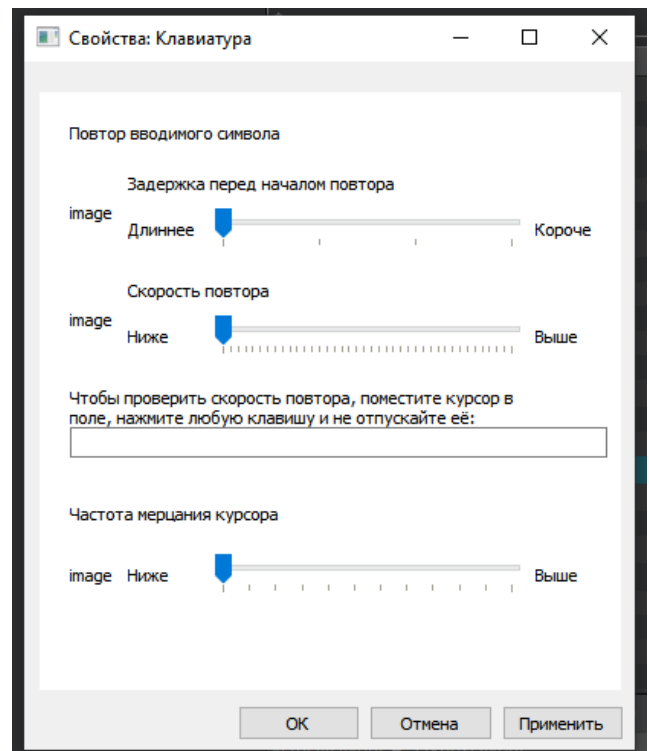 Свойства: Клавиатура
Повтор вводимого символа
Задержка перед началом повтора
image
Длиннее
Короче
Скорость повтора
image
Ниже
Выше
Чтобы проверить скорость повтора, поместите курсор в
поле, нажмите любую клавишу и не отпускайте её:
Частота мерцания курсора
image Ниже
Выше
ОК
Отмена
Применить